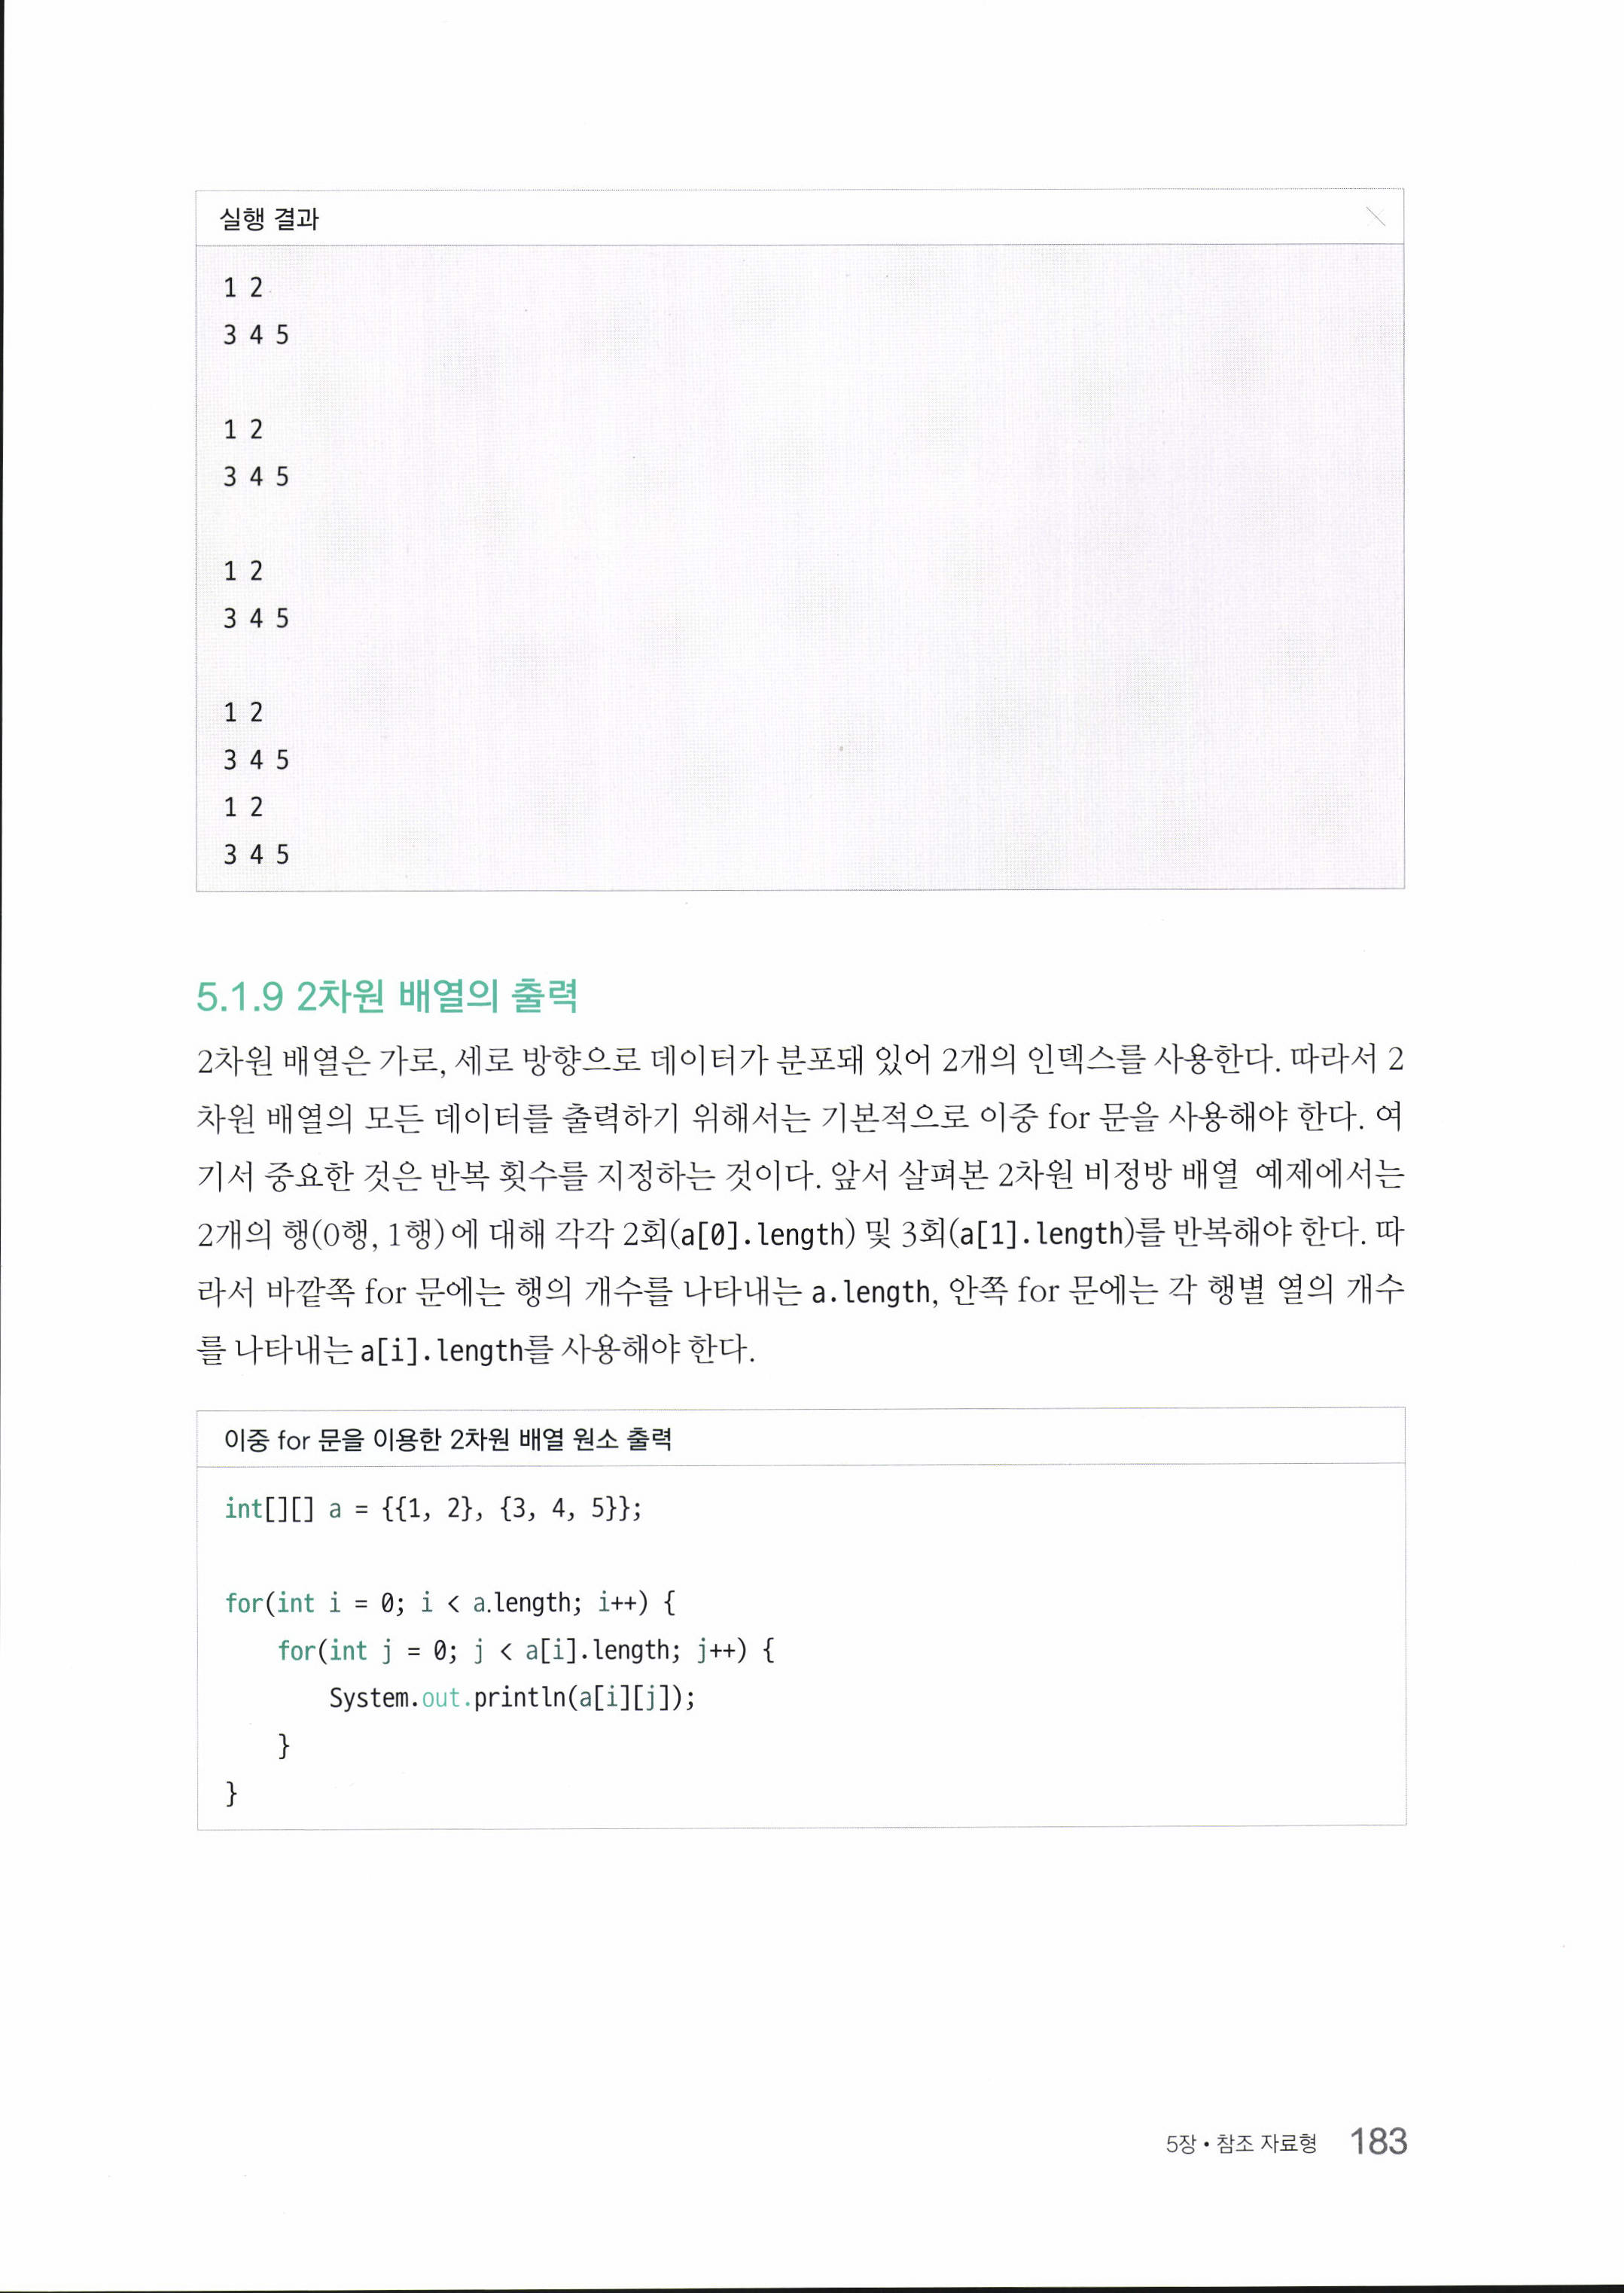 실행 결과
1 2
3 4 5
1 2
3 4 5
1 2
3 4 5
1 2
3 4 5
1 2
3 4 5
5.1.9 2차원 배열의 출력
2차원 배열은 가로, 세로 방향으로 데이터가 분포돼 있어 2개의 인덱스를 사용한다. 따라서 2
차원 배열의 모든 데이터를 출력하기 위해서는 기본적으로 이중 for 문을 사용해야 한다. 여
기서 중요한 것은 반복 횟수를 지정하는 것이다. 앞서 살펴본 2차원 비정방 배열 예제에서는
2개의 행(0행, 1행)에 대해 각각 2회(a[0].length) 및 3회(a[1].length)를 반복해야 한다. 따
라서 바깥쪽 for 문에는 행의 개수를 나타내는 a.length, 안쪽 for 문에는 각 행별 열의 개수
를 나타내는 a[i].length를 사용해야 한다.
이중 for 문을 이용한 2차원 배열 원소 출력
int[][] a = {{1, 2}, {3, 4, 5}};
for(int i = 0; i < a.length; i++) {
    for(int j = 0; j < a[i].length; j++) {
        System.out.println(a[i][j]);
    }
}
5장 • 참조 자료형 183